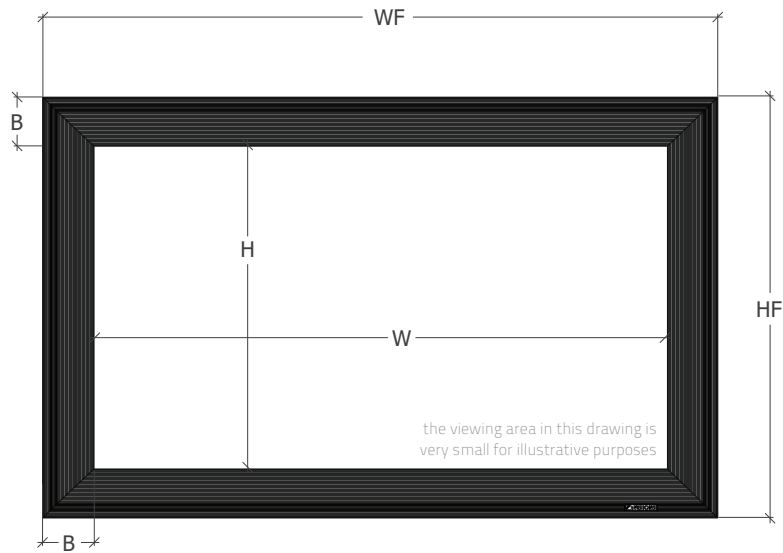 WF
B
H
HF
W
the viewing area in this drawing is
very small for illustrative purposes
B